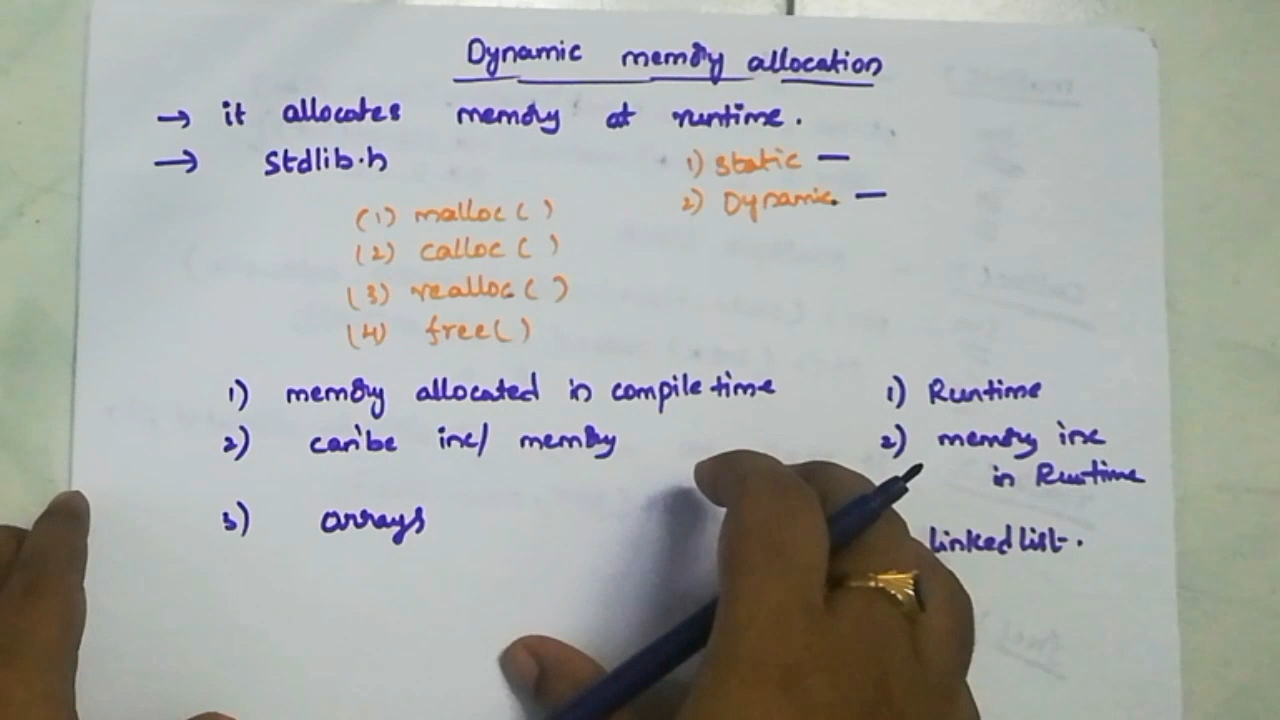 Dynamic memory allocation
→ it allocates memory at runtime.
→ stdlib.h
1) static —
2) Dynamic. —
(1) malloc( )
(2) calloc( )
(3) realloc( )
(4) free( )
1) memory allocated in compile time
2) can'be inc/ memory
3) arrays
1) Runtime
2) memory inc
in Runtime
linked list.